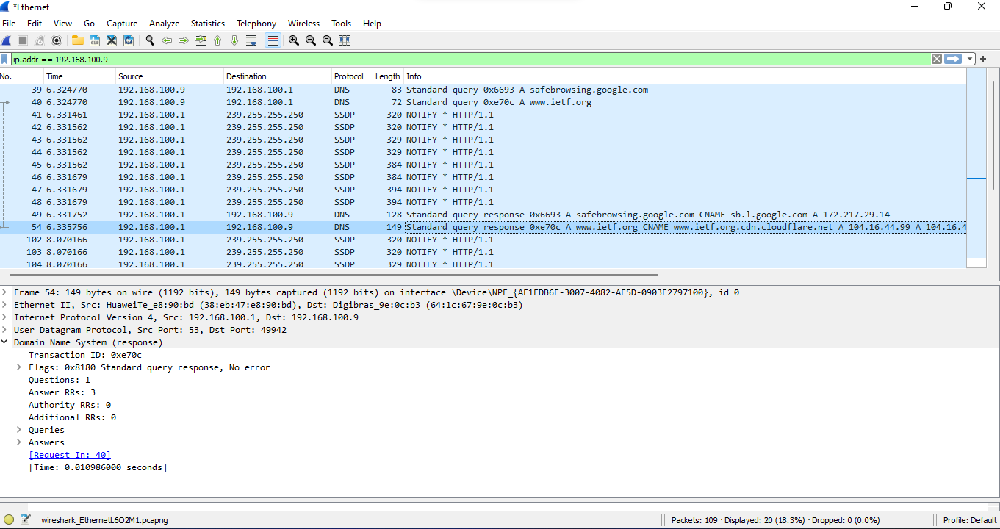 *Ethernet
File Edit View Go Capture Analyze Statistics Telephony Wireless Tools Help
ip.addr == 192.168.100.9
No. Time Source Destination Protocol Length Info
39 6.324770 192.168.100.9 192.168.100.1 DNS 83 Standard query 0x6693 A safebrowsing.google.com
40 6.324770 192.168.100.9 192.168.100.1 DNS 72 Standard query 0xe70c A www.ietf.org
41 6.331461 192.168.100.1 239.255.255.250 SSDP 320 NOTIFY * HTTP/1.1
42 6.331562 192.168.100.1 239.255.255.250 SSDP 320 NOTIFY * HTTP/1.1
43 6.331562 192.168.100.1 239.255.255.250 SSDP 329 NOTIFY * HTTP/1.1
44 6.331562 192.168.100.1 239.255.255.250 SSDP 329 NOTIFY * HTTP/1.1
45 6.331562 192.168.100.1 239.255.255.250 SSDP 384 NOTIFY * HTTP/1.1
46 6.331679 192.168.100.1 239.255.255.250 SSDP 384 NOTIFY * HTTP/1.1
47 6.331679 192.168.100.1 239.255.255.250 SSDP 394 NOTIFY * HTTP/1.1
48 6.331679 192.168.100.1 239.255.255.250 SSDP 394 NOTIFY * HTTP/1.1
49 6.331752 192.168.100.1 192.168.100.9 DNS 128 Standard query response 0x6693 A safebrowsing.google.com CNAME sb.l.google.com A 172.217.29.14
54 6.335756 192.168.100.1 192.168.100.9 DNS 149 Standard query response 0xe70c A www.ietf.org CNAME www.ietf.org.cdn.cloudflare.net A 104.16.44.99 A 104.16.4
102 8.070166 192.168.100.1 239.255.255.250 SSDP 320 NOTIFY * HTTP/1.1
103 8.070166 192.168.100.1 239.255.255.250 SSDP 320 NOTIFY * HTTP/1.1
104 8.070166 192.168.100.1 239.255.255.250 SSDP 329 NOTIFY * HTTP/1.1
Frame 54: 149 bytes on wire (1192 bits), 149 bytes captured (1192 bits) on interface \Device\NPF_{AF1FDB6F-3007-4082-AE5D-0903E2797100}, id 0
Ethernet II, Src: HuaweiTe_e8:90:bd (38:eb:47:e8:90:bd), Dst: Digibras_9e:0c:b3 (64:1c:67:9e:0c:b3)
Internet Protocol Version 4, Src: 192.168.100.1, Dst: 192.168.100.9
User Datagram Protocol, Src Port: 53, Dst Port: 49942
Domain Name System (response)
Transaction ID: 0xe70c
Flags: 0x8180 Standard query response, No error
Questions: 1
Answer RRs: 3
Authority RRs: 0
Additional RRs: 0
Queries
Answers
[Request In: 40]
[Time: 0.010986000 seconds]
wireshark_EthernetL6O2M1.pcapng Packets: 109 · Displayed: 20 (18.3%) · Dropped: 0 (0.0%) Profile: Default